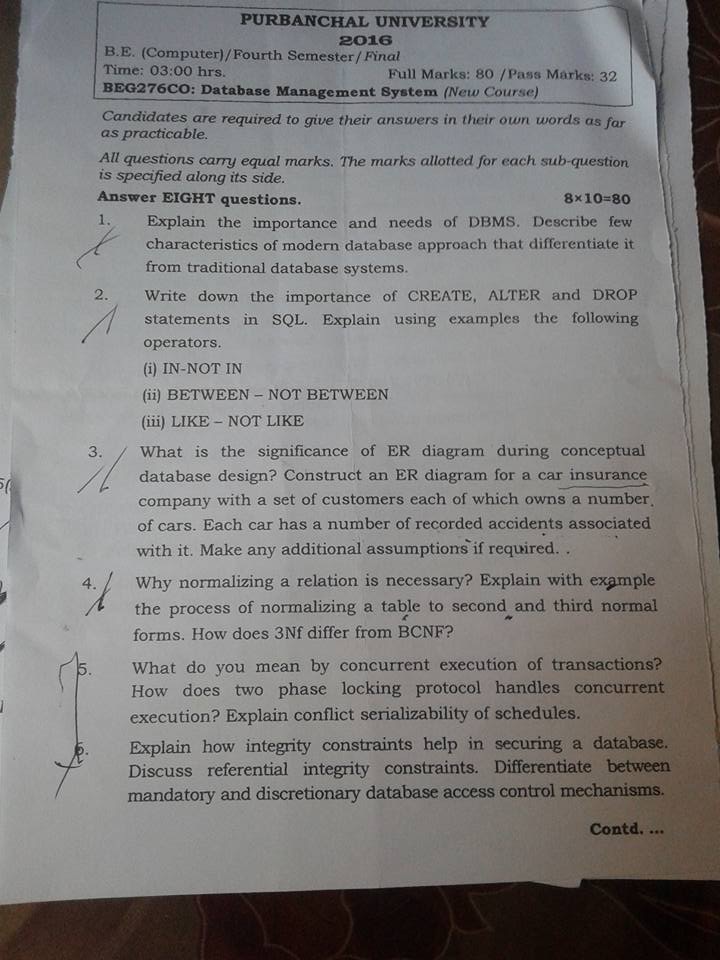 PURBANCHAL UNIVERSITY
2016
B.E. (Computer)/Fourth Semester/Final
Time: 03:00 hrs. Full Marks: 80 /Pass Marks: 32
BEG276CO: Database Management System (New Course)
Candidates are required to give their answers in their own words as far
as practicable.
All questions carry equal marks. The marks allotted for each sub-question
is specified along its side.
Answer EIGHT questions. 8×10=80
1. Explain the importance and needs of DBMS. Describe few
characteristics of modern database approach that differentiate it
from traditional database systems.
2. Write down the importance of CREATE, ALTER and DROP
statements in SQL. Explain using examples the following
operators.
(i) IN-NOT IN
(ii) BETWEEN – NOT BETWEEN
(iii) LIKE – NOT LIKE
3. What is the significance of ER diagram during conceptual
database design? Construct an ER diagram for a car insurance
company with a set of customers each of which owns a number
of cars. Each car has a number of recorded accidents associated
with it. Make any additional assumptions if required. .
4. Why normalizing a relation is necessary? Explain with example
the process of normalizing a table to second and third normal
forms. How does 3Nf differ from BCNF?
5. What do you mean by concurrent execution of transactions?
How does two phase locking protocol handles concurrent
execution? Explain conflict serializability of schedules.
6. Explain how integrity constraints help in securing a database.
Discuss referential integrity constraints. Differentiate between
mandatory and discretionary database access control mechanisms.
Contd. ...